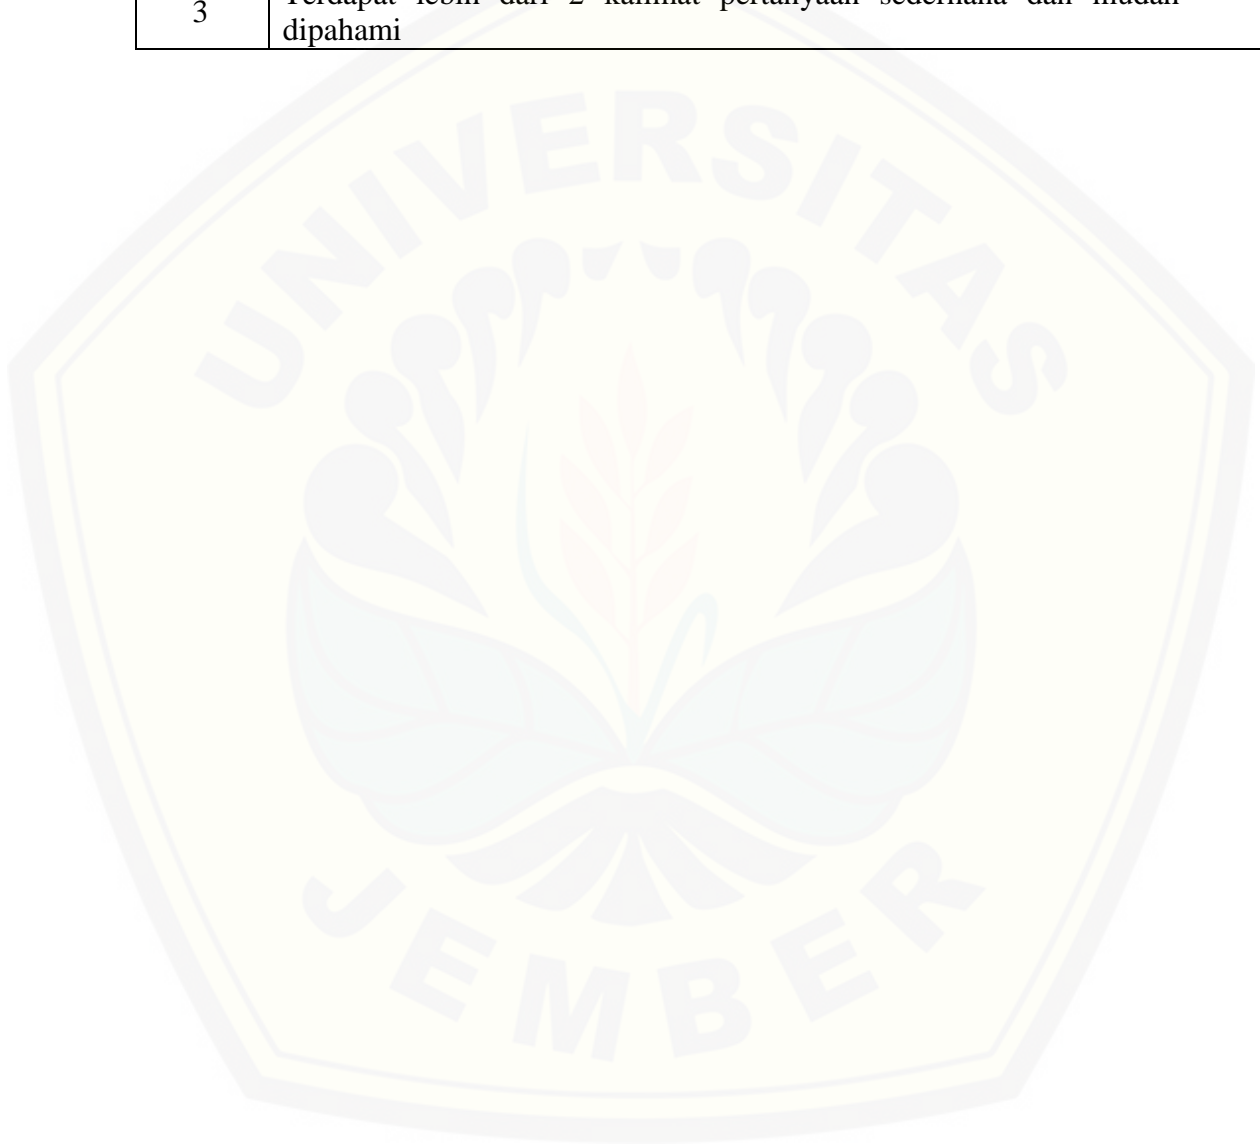 3
Terdapat lebih dari 2 kalimat pertanyaan sederhana dan mudah
dipahami
UNIVERSITAS
JEMBER